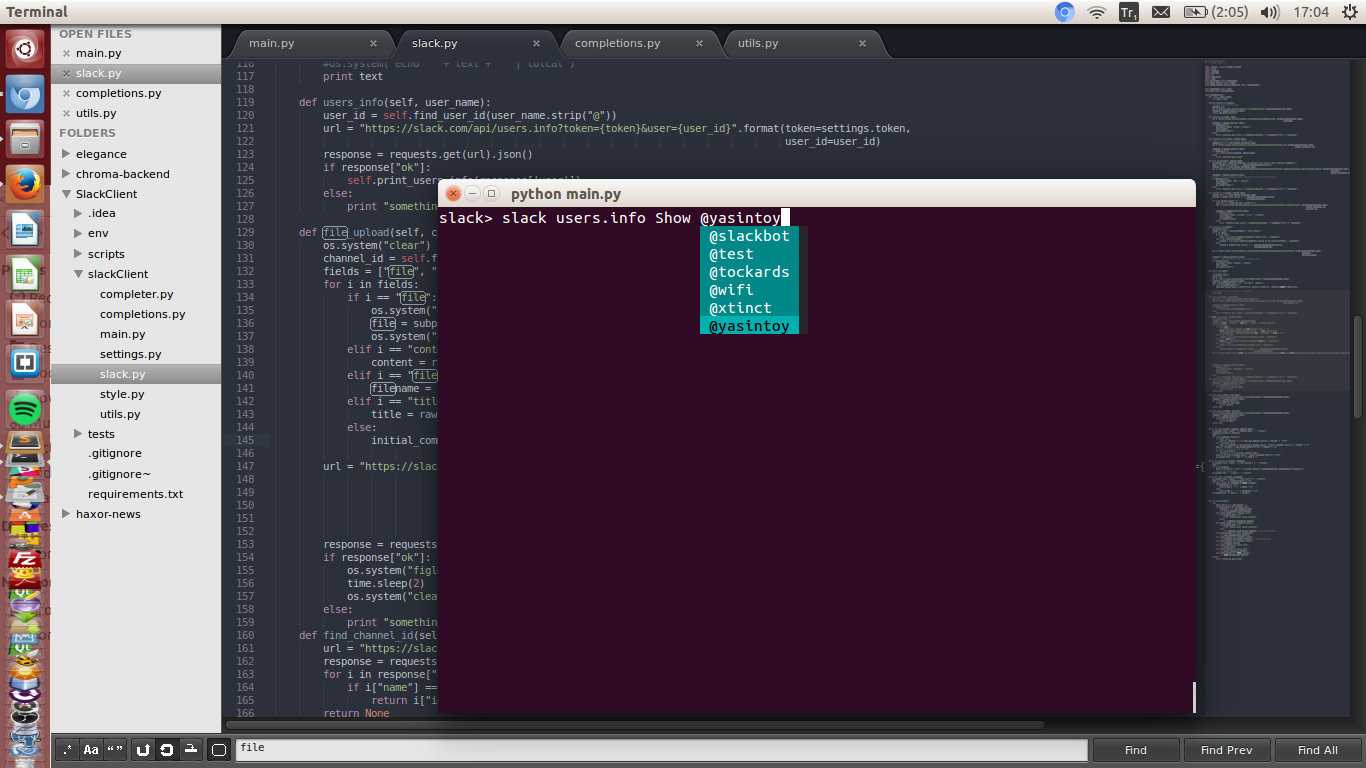 Terminal
Tr1
(2:05)
17:04
OPEN FILES
main.py
slack.py
completions.py
utils.py
FOLDERS
elegance
chroma-backend
SlackClient
.idea
env
scripts
slackClient
completer.py
completions.py
main.py
settings.py
slack.py
style.py
utils.py
tests
.gitignore
.gitignore~
requirements.txt
haxor-news
main.py
slack.py
completions.py
utils.py
116
117 print text
118
119 def users_info(self, user_name):
120 user_id = self.find_user_id(user_name.strip("@"))
121 url = "https://slack.com/api/users.info?token={token}&user={user_id}".format(token=settings.token,
122 user_id=user_id)
123 response = requests.get(url).json()
124 if response["ok"]:
125
126 else:
127 print "somethin
128
129 def file_upload(self, c
130 os.system("clear")
131 channel_id = self.f
132 fields = ["file", "
133 for i in fields:
134 if i == "file":
135 os.system("
136 file = subp
137 os.system("
138 elif i == "cont
139 content = r
140 elif i == "file
141 filename =
142 elif i == "titl
143 title = raw
144 else:
145 initial_com
146
147 url = "https://slac
148
149
150
151
152
153 response = requests
154 if response["ok"]:
155 os.system("figl
156 time.sleep(2)
157 os.system("clea
158 else:
159 print "somethin
160 def find_channel_id(sel
161 url = "https://slac
162 response = requests
163 for i in response["
164 if i["name"] ==
165 return i["i
166 return None
python main.py
slack> slack users.info Show @yasintoy
@slackbot
@test
@tockards
@wifi
@xtinct
@yasintoy
.* Aa “ ”
file
Find
Find Prev
Find All